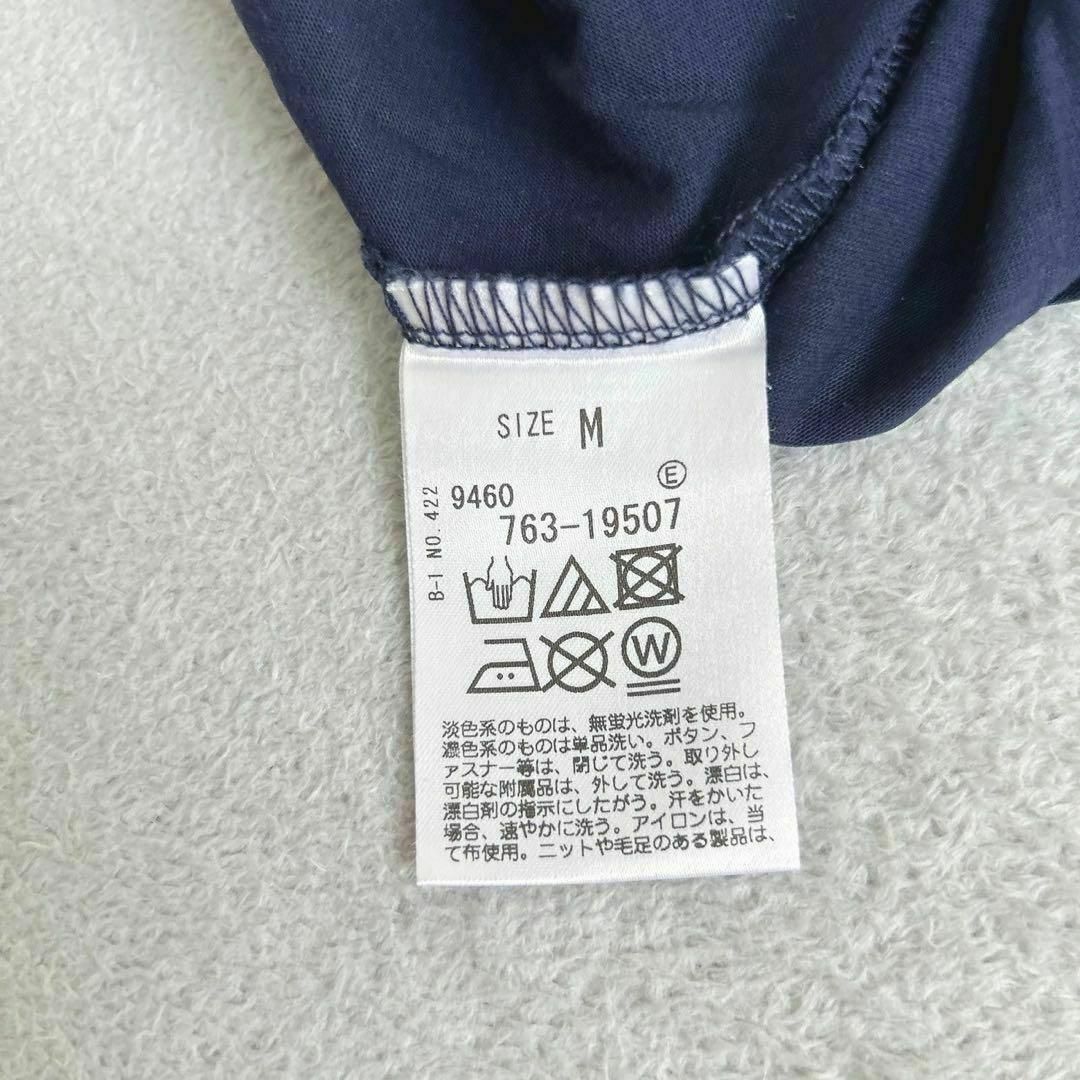 SIZE M
E
B-I NO.422
9460
763-19507
W
淡色系のものは、無蛍光洗剤を使用。
濃色系のものは単品洗い。ボタン、フ
ァスナー等は、閉じて洗う。取り外し
可能な附属品は、外して洗う。漂白は、
漂白剤の指示にしたがう。汗をかいた
場合、速やかに洗う。アイロンは、当
て布使用。ニットや毛足のある製品は、